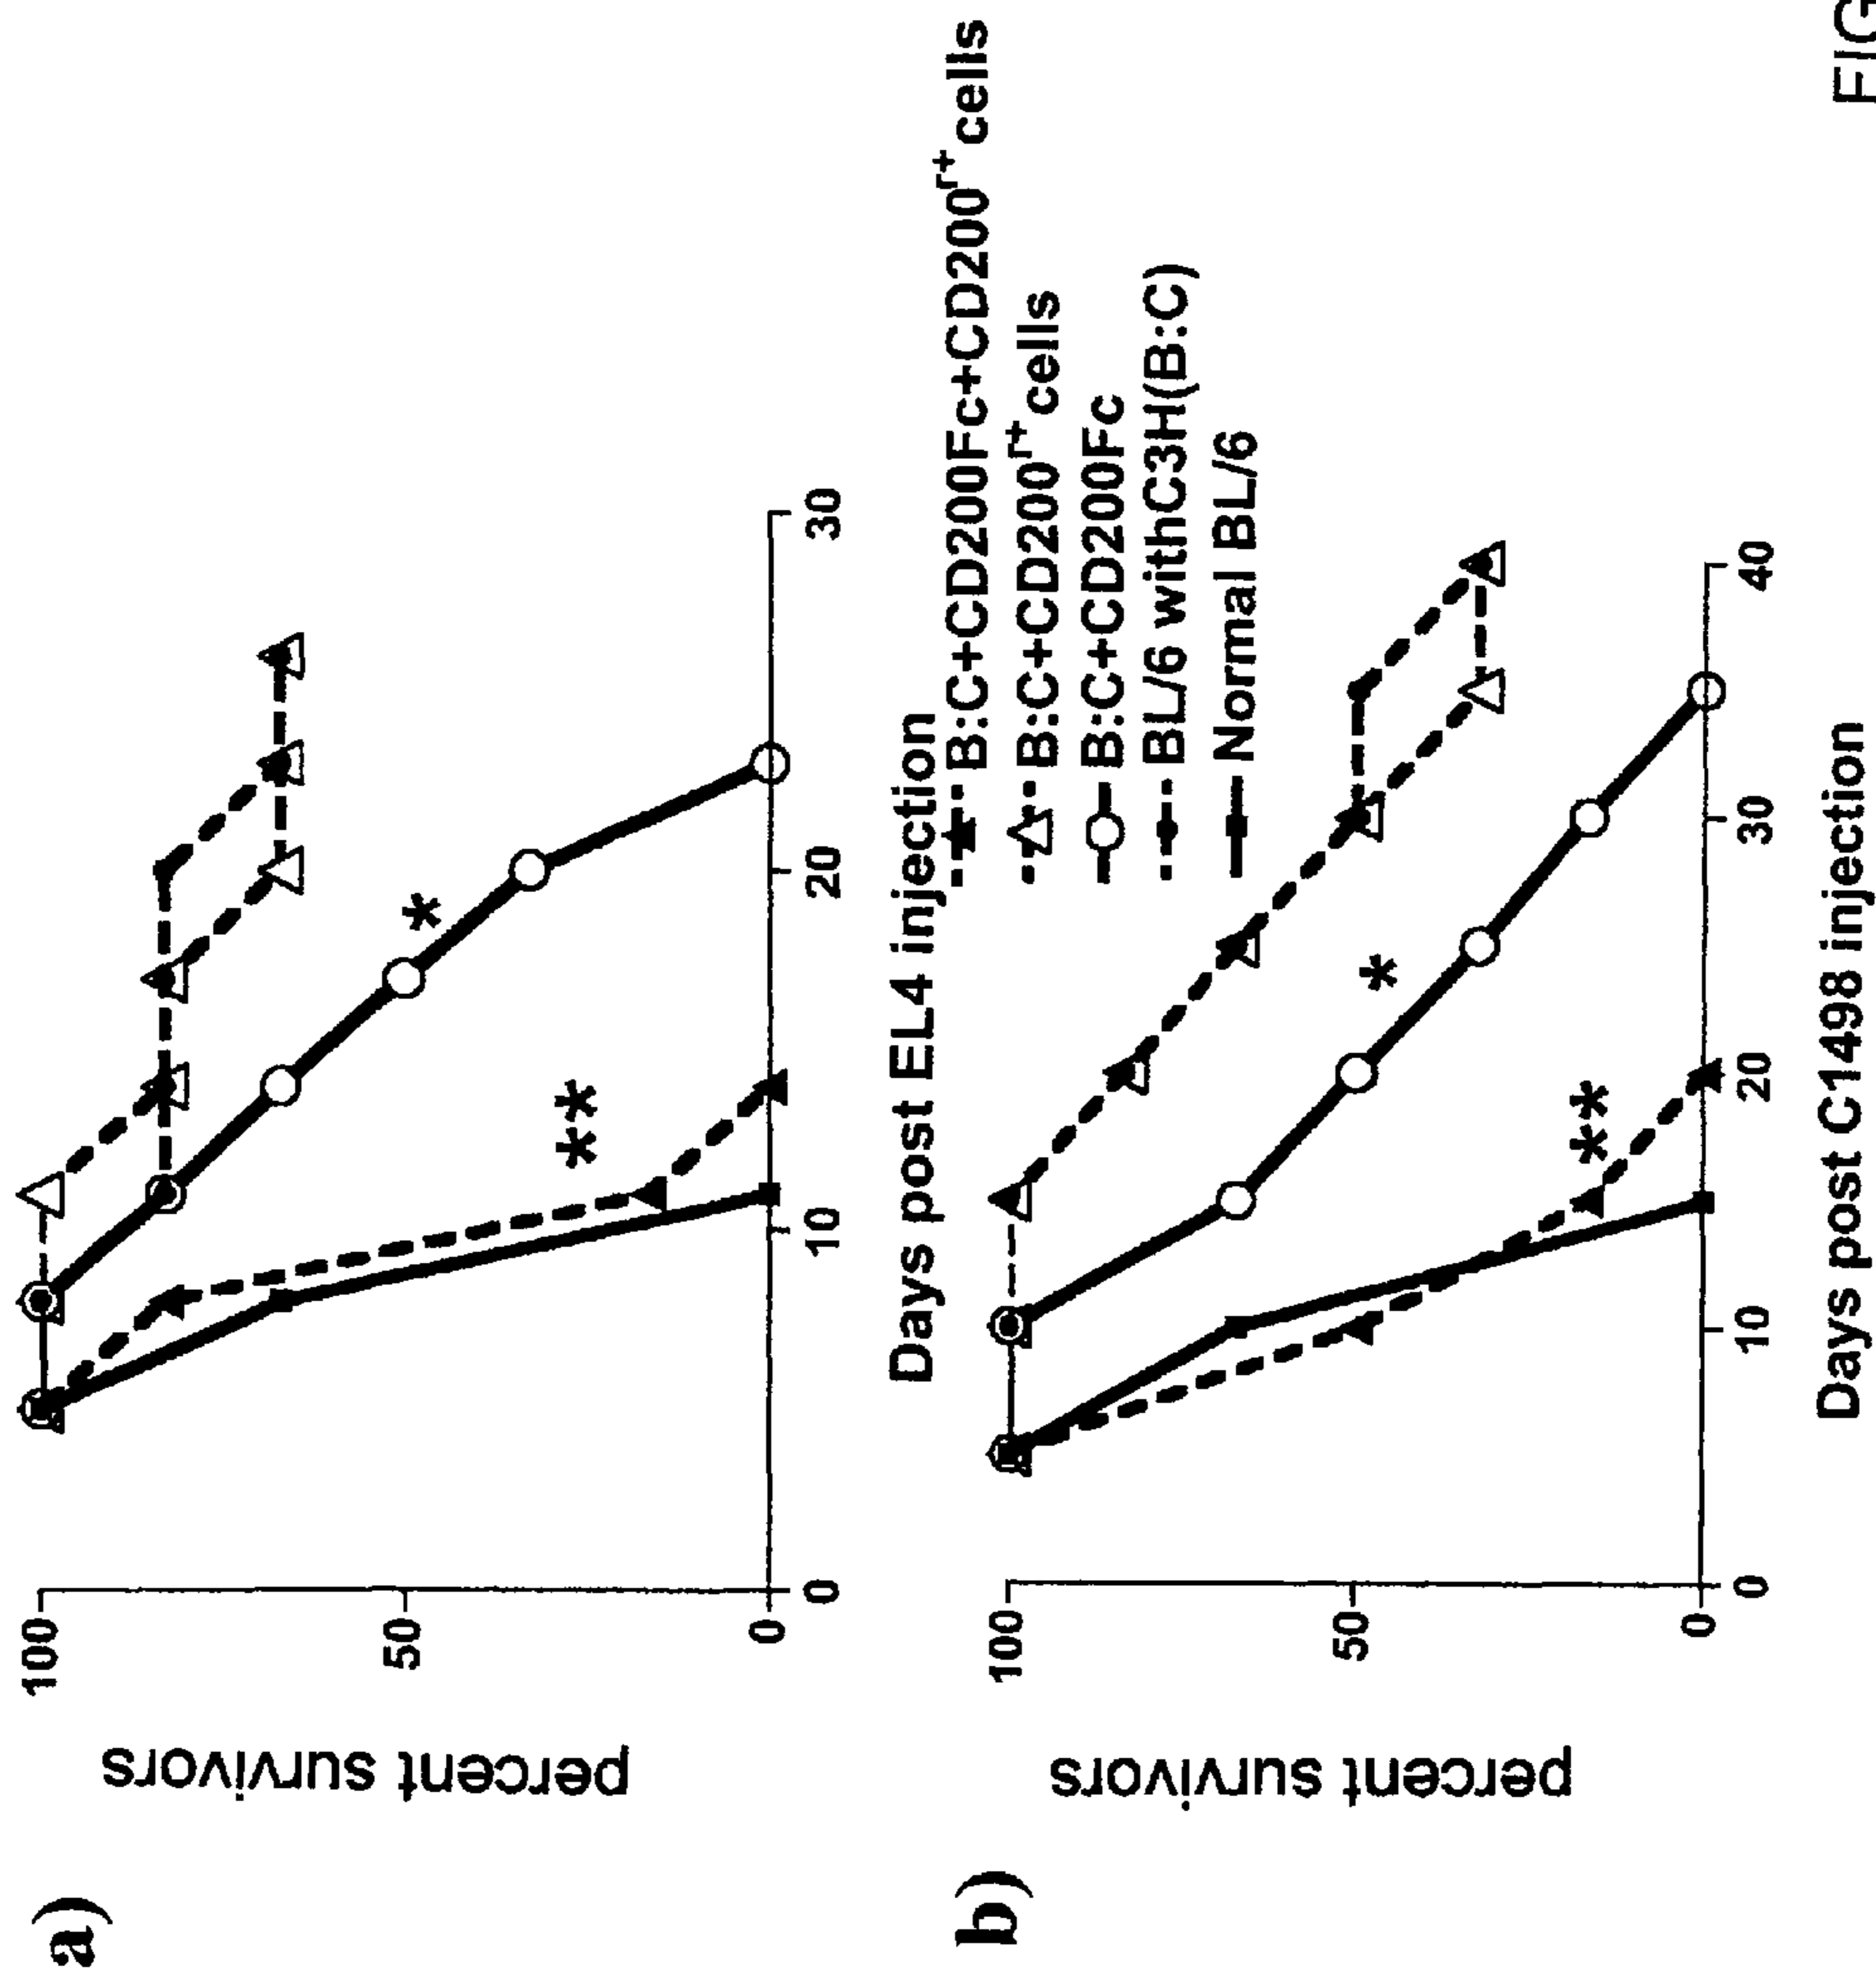 a)
percent survivors
100
50
0
0
10
20
30
Days post EL4 injection
B:C+CD200Fc+CD200r+cells
B:C+CD200r+cells
B:C+CD200Fc
BL/6 withC3H(B:C)
Normal BL/6
*
**
b)
percent survivors
100
50
0
0
10
20
30
40
Days post C1498 injection
*
**
FIG